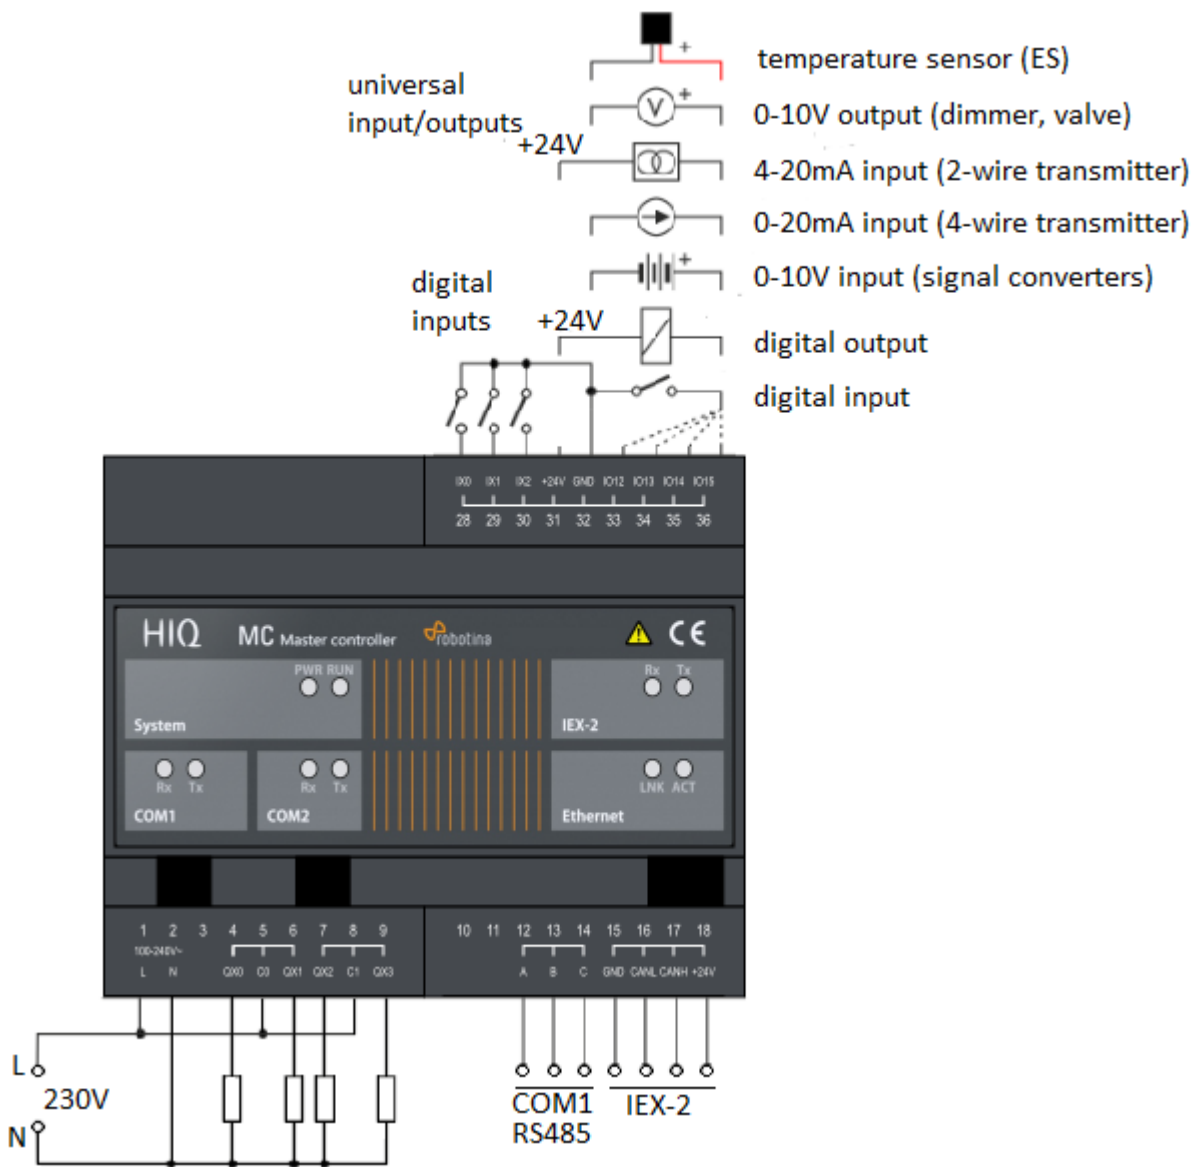 +
temperature sensor (ES)
universal
input/outputs
V
+
0-10V output (dimmer, valve)
+24V
4-20mA input (2-wire transmitter)
0-20mA input (4-wire transmitter)
+
0-10V input (signal converters)
digital
inputs
+24V
digital output
digital input
IX0 IX1 IX2 +24V GND IO12 IO13 IO14 IO15
28 29 30 31 32 33 34 35 36
HIQ MC Master controller robotina CE
PWR RUN
System
Rx Tx
IEX-2
Rx Tx
COM1
Rx Tx
COM2
LNK ACT
Ethernet
1 2 3 4 5 6 7 8 9
100-240V~
L N QX0 C0 QX1 QX2 C1 QX3
10 11 12 13 14 15 16 17 18
A B C GND CANL CANH +24V
L
230V
N
COM1
RS485
IEX-2